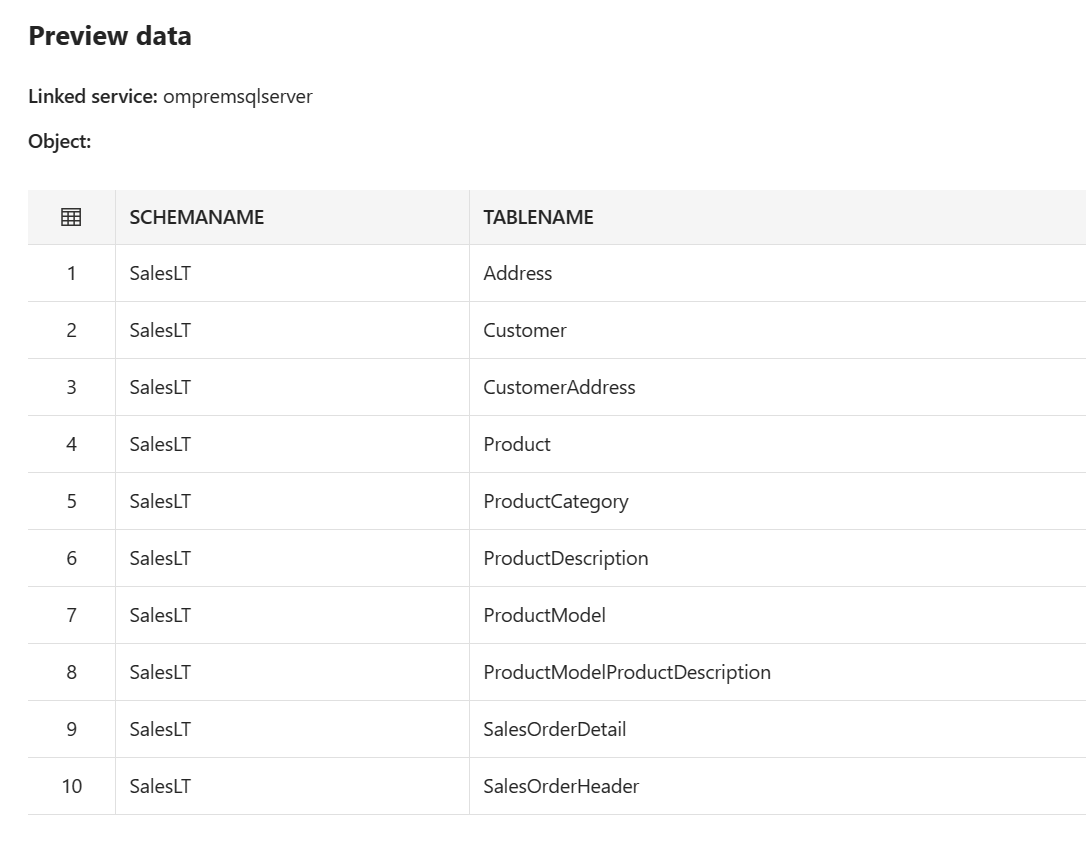 Preview data
Linked service: ompremsqlserver
Object:
SCHEMANAME TABLENAME
1 SalesLT Address
2 SalesLT Customer
3 SalesLT CustomerAddress
4 SalesLT Product
5 SalesLT ProductCategory
6 SalesLT ProductDescription
7 SalesLT ProductModel
8 SalesLT ProductModelProductDescription
9 SalesLT SalesOrderDetail
10 SalesLT SalesOrderHeader